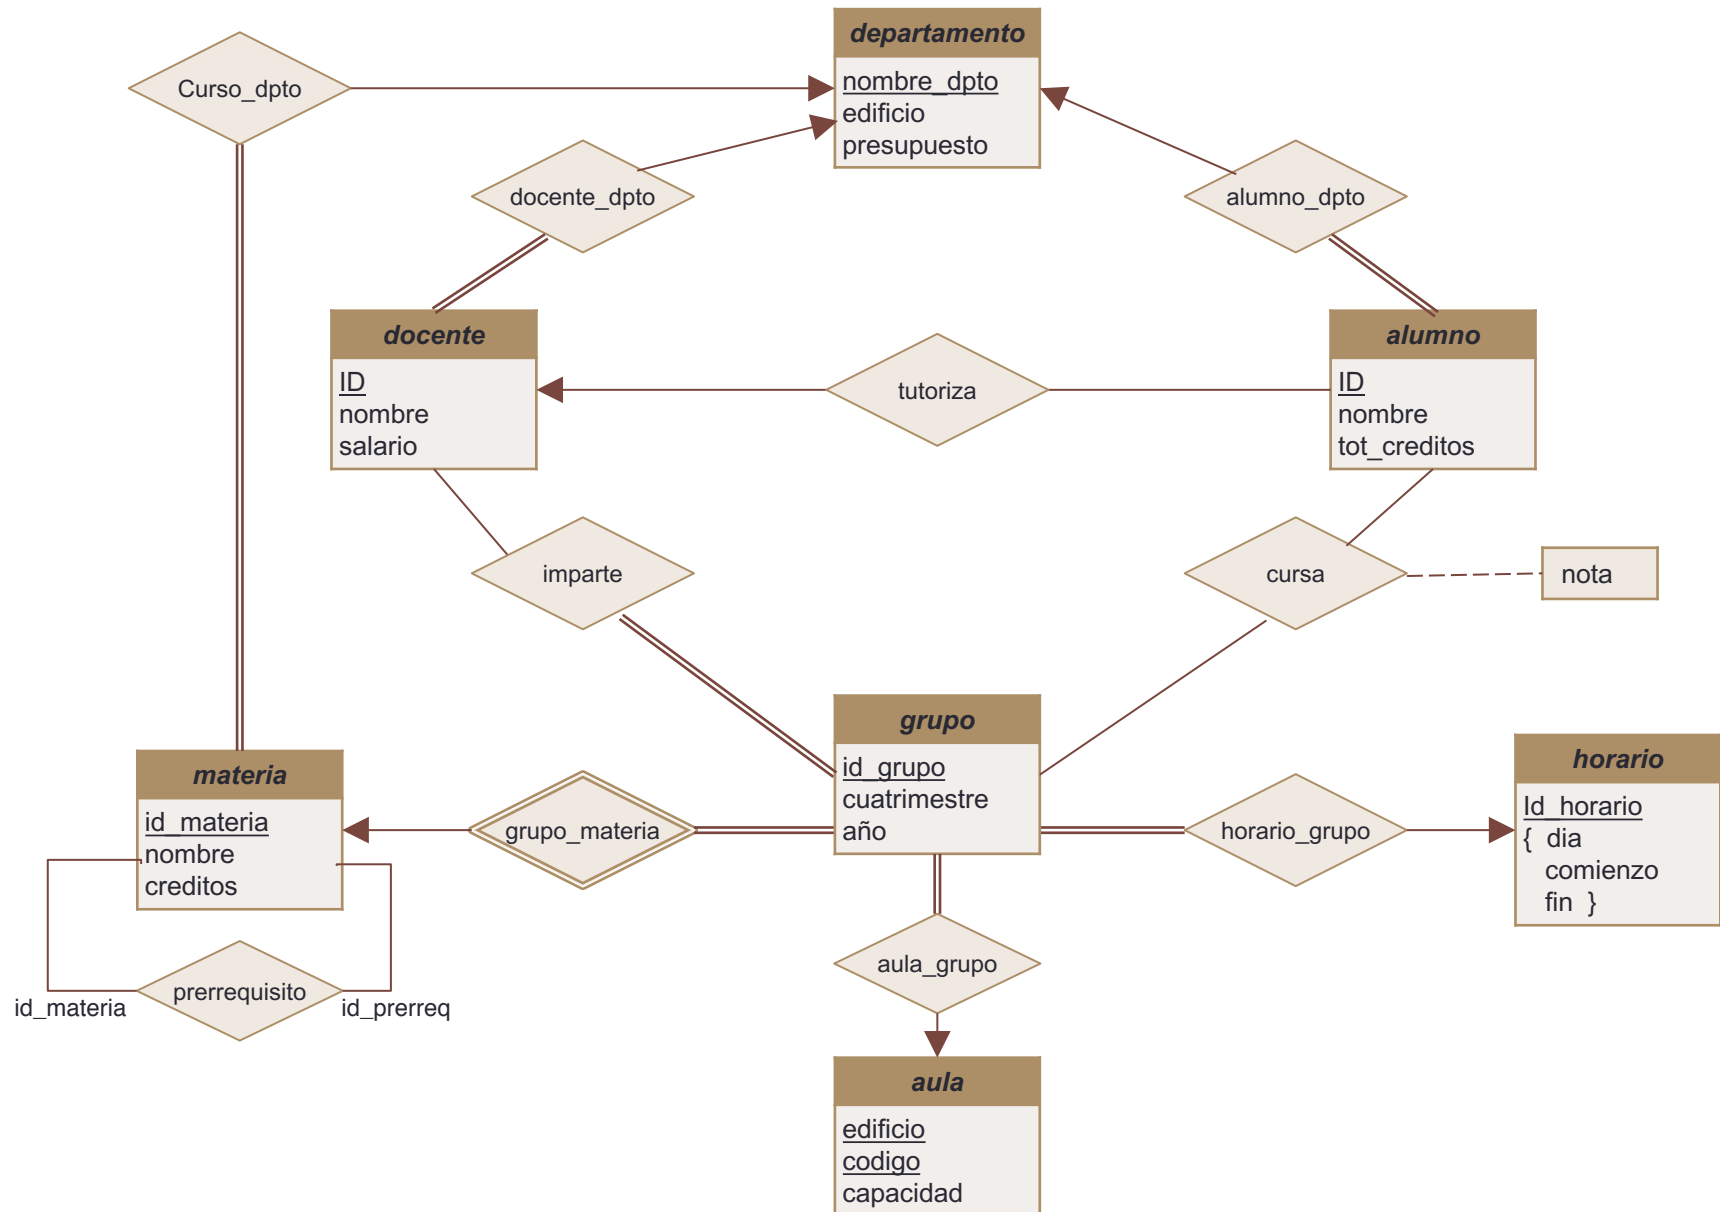 departamento
nombre_dpto
edificio
presupuesto
Curso_dpto
docente_dpto
alumno_dpto
docente
ID
nombre
salario
tutoriza
alumno
ID
nombre
tot_creditos
imparte
cursa
nota
grupo
id_grupo
cuatrimestre
año
materia
id_materia
nombre
creditos
grupo_materia
horario_grupo
horario
Id_horario
{ dia
comienzo
fin }
prerrequisito
id_materia
id_prerreq
aula_grupo
aula
edificio
codigo
capacidad